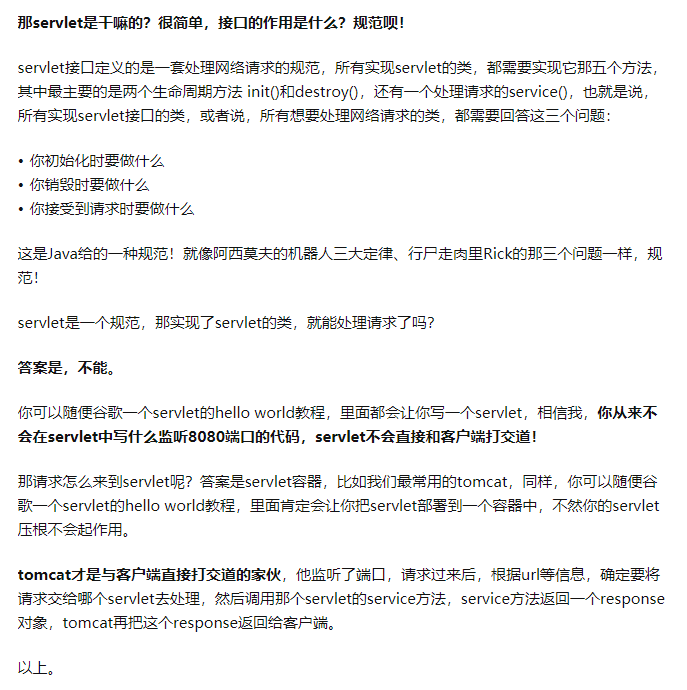 那servlet是干嘛的？很简单，接口的作用是什么？规范呗！
servlet接口定义的是一套处理网络请求的规范，所有实现servlet的类，都需要实现它那五个方法，
其中最主要的是两个生命周期方法 init()和destroy()，还有一个处理请求的service()，也就是说，
所有实现servlet接口的类，或者说，所有想要处理网络请求的类，都需要回答这三个问题：
• 你初始化时要做什么
• 你销毁时要做什么
• 你接受到请求时要做什么
这是Java给的一种规范！就像阿西莫夫的机器人三大定律、行尸走肉里Rick的那三个问题一样，规
范！
servlet是一个规范，那实现了servlet的类，就能处理请求了吗？
答案是，不能。
你可以随便谷歌一个servlet的hello world教程，里面都会让你写一个servlet，相信我，你从来不
会在servlet中写什么监听8080端口的代码，servlet不会直接和客户端打交道！
那请求怎么来到servlet呢？答案是servlet容器，比如我们最常用的tomcat，同样，你可以随便谷
歌一个servlet的hello world教程，里面肯定会让你把servlet部署到一个容器中，不然你的servlet
压根不会起作用。
tomcat才是与客户端直接打交道的家伙，他监听了端口，请求过来后，根据url等信息，确定要将
请求交给哪个servlet去处理，然后调用那个servlet的service方法，service方法返回一个response
对象，tomcat再把这个response返回给客户端。
以上。